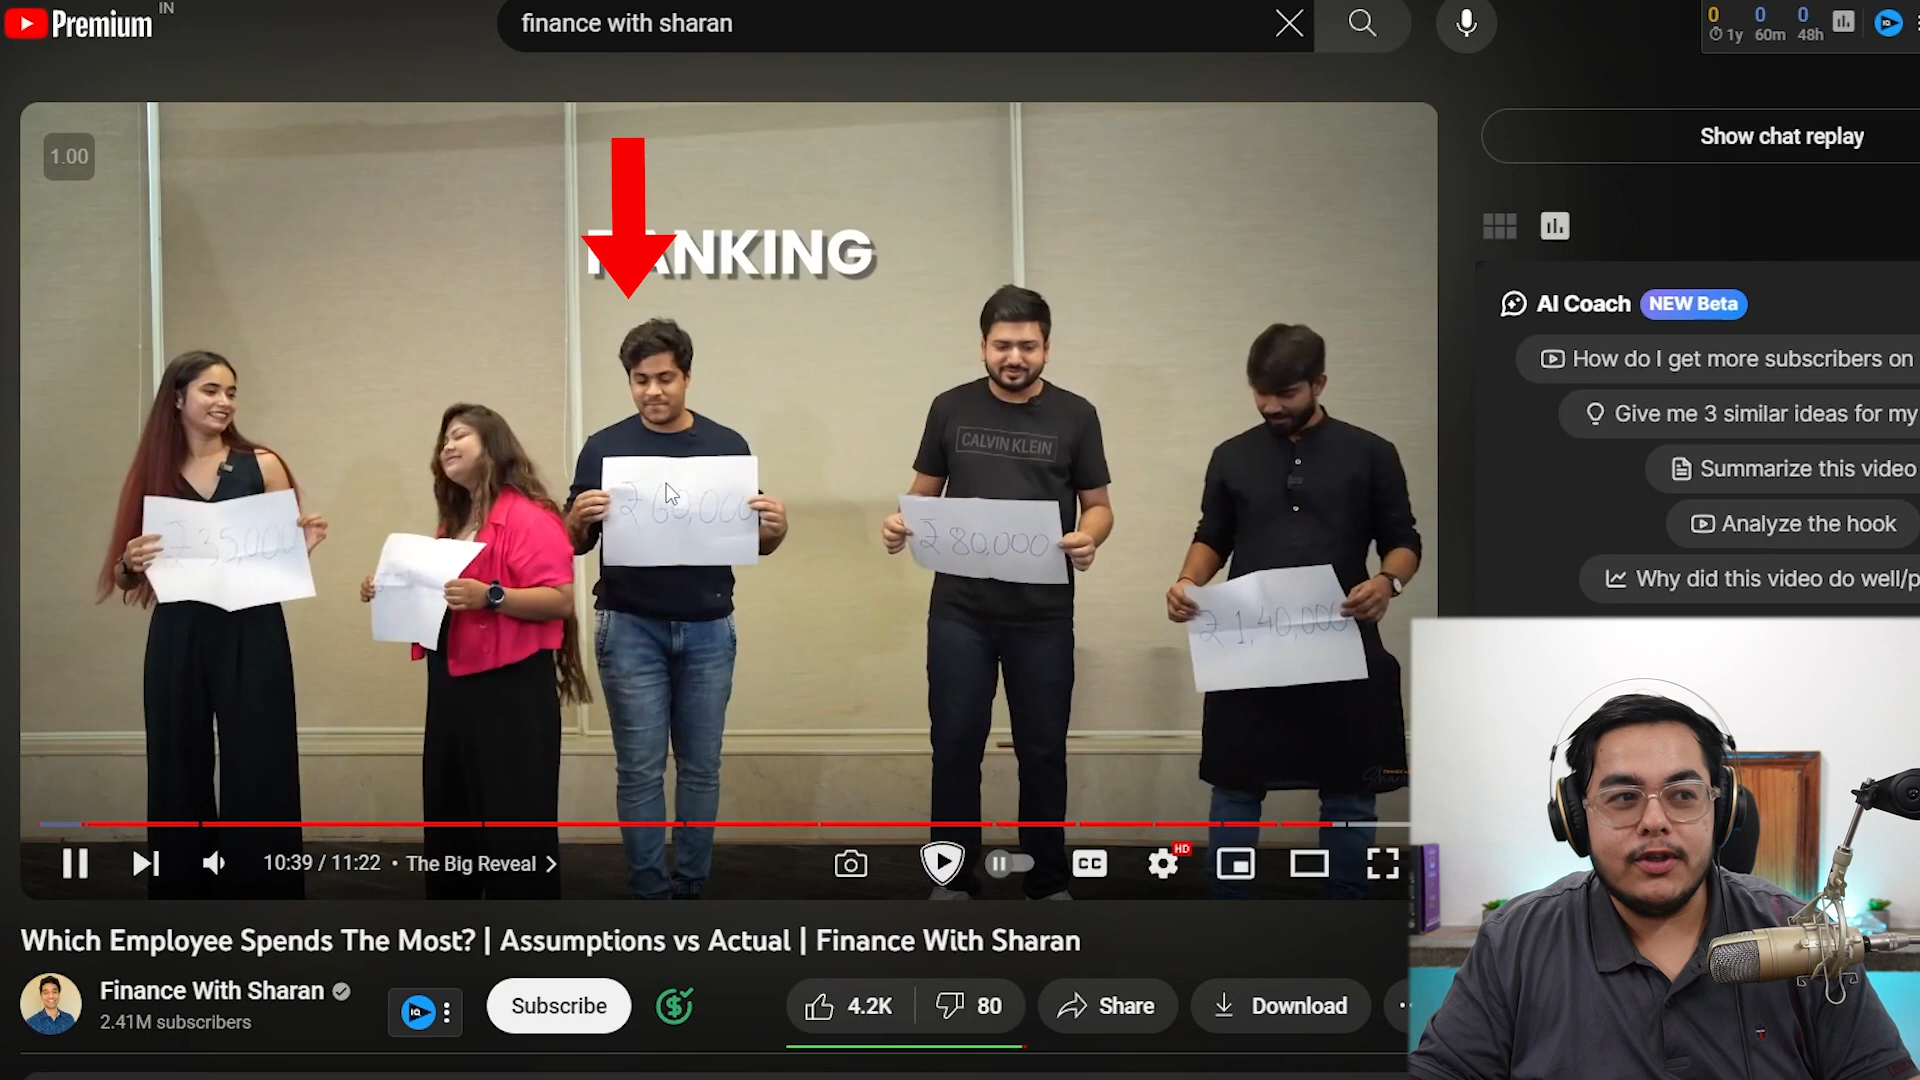 Premium IN
finance with sharan
0 0 0
1y 60m 48h
1.00
Show chat replay
RANKING
AI Coach NEW Beta
How do I get more subscribers on
Give me 3 similar ideas for my
Summarize this video
Analyze the hook
Why did this video do well/p
CALVIN KLEIN
₹ 35,000
₹ 60,000
₹ 80,000
₹ 1,40,000
10:39 / 11:22 • The Big Reveal
CC
HD
Which Employee Spends The Most? | Assumptions vs Actual | Finance With Sharan
Finance With Sharan
2.41M subscribers
IQ
Subscribe
4.2K
80
Share
Download